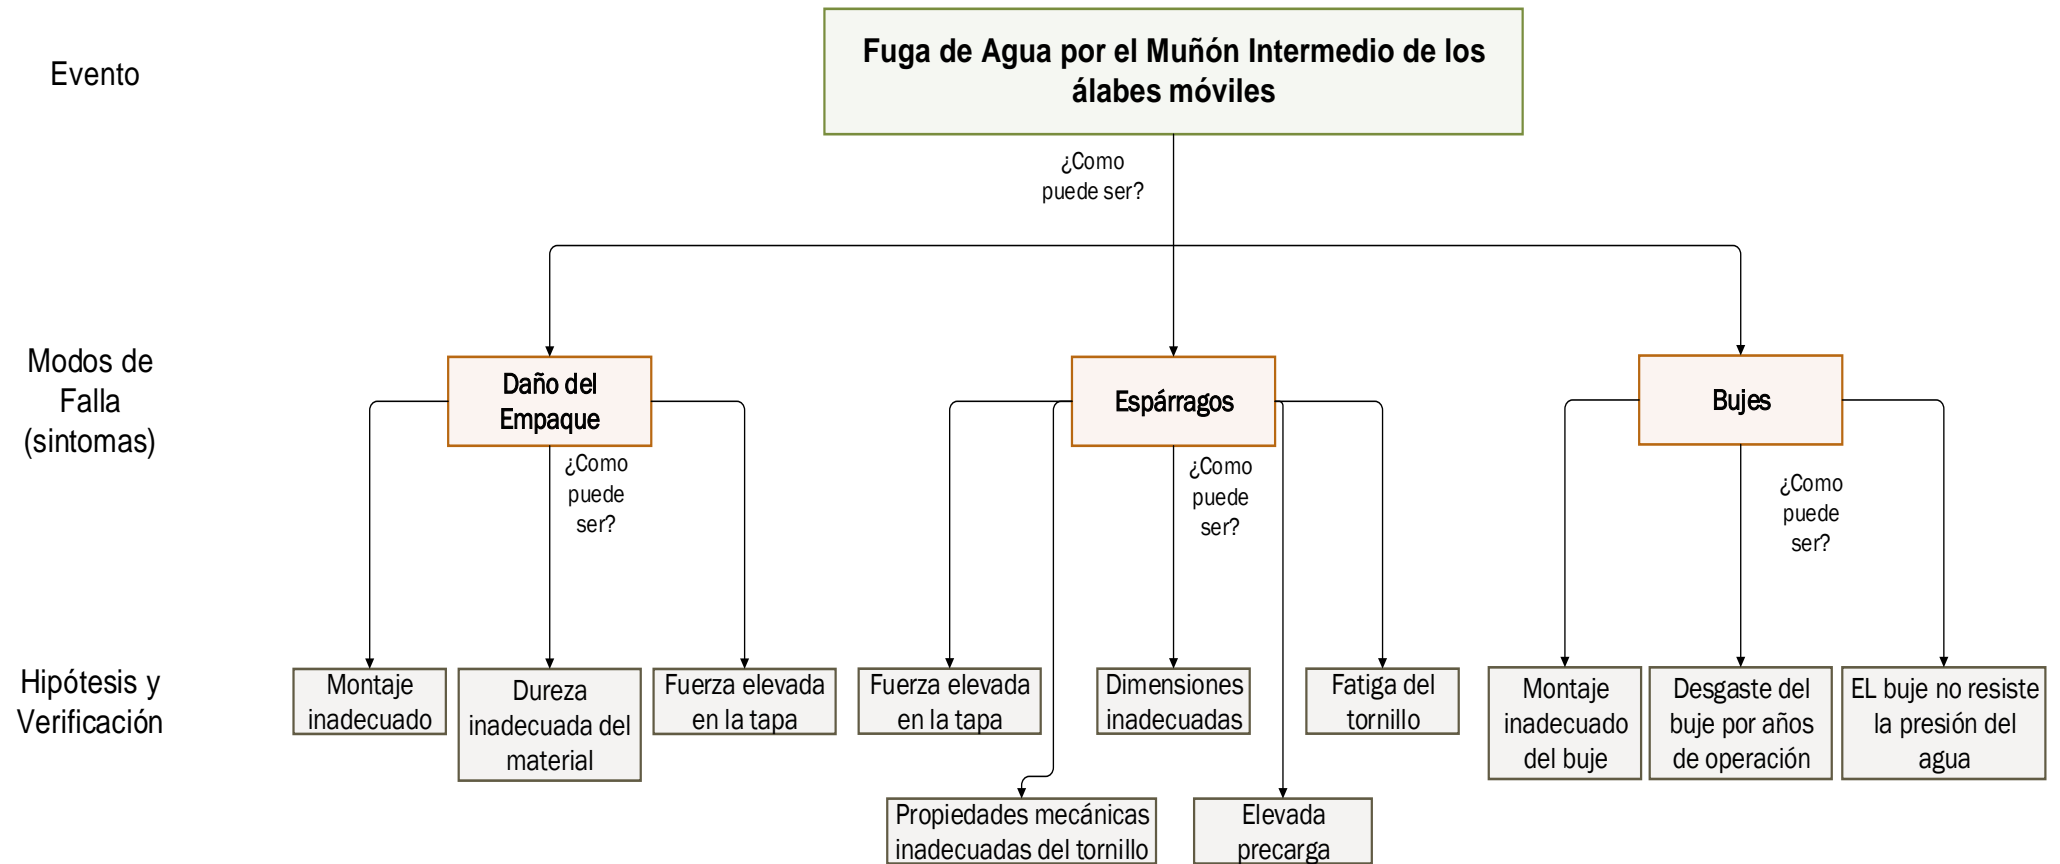 Evento
Fuga de Agua por el Muñón Intermedio de los
álabes móviles
¿Como
puede ser?
Modos de
Falla
(sintomas)
Daño del
Empaque
Espárragos
Bujes
¿Como
puede
ser?
¿Como
puede
ser?
¿Como
puede
ser?
Hipótesis y
Verificación
Montaje
inadecuado
Dureza
inadecuada del
material
Fuerza elevada
en la tapa
Fuerza elevada
en la tapa
Dimensiones
inadecuadas
Fatiga del
tornillo
Montaje
inadecuado
del buje
Desgaste del
buje por años
de operación
EL buje no resiste
la presión del
agua
Propiedades mecánicas
inadecuadas del tornillo
Elevada
precarga